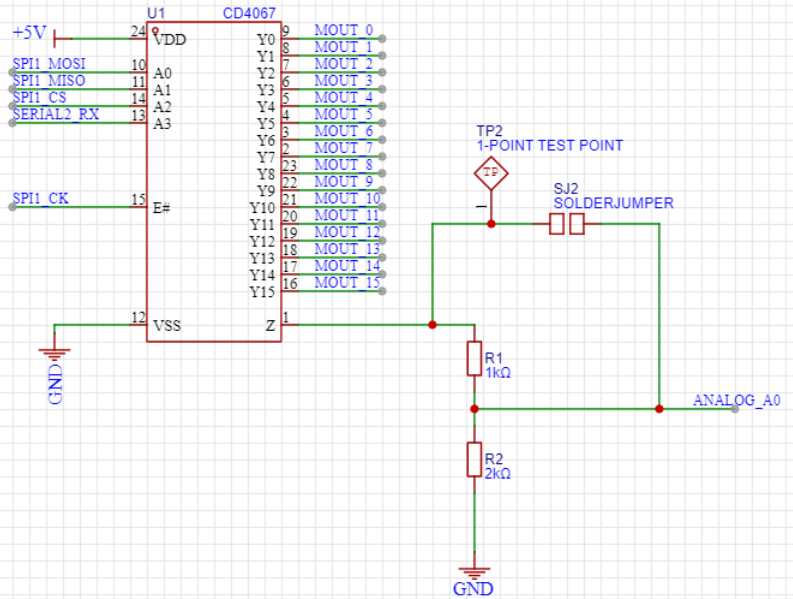 U1 CD4067
+5V 24 VDD
SPI1_MOSI 10 A0
SPI1_MISO 11 A1
SPI1_CS 14 A2
SERIAL2_RX 13 A3
SPI1_CK 15 E#
12 VSS
GND
Y0 9 MOUT_0
Y1 8 MOUT_1
Y2 7 MOUT_2
Y3 6 MOUT_3
Y4 5 MOUT_4
Y5 4 MOUT_5
Y6 3 MOUT_6
Y7 2 MOUT_7
Y8 23 MOUT_8
Y9 22 MOUT_9
Y10 21 MOUT_10
Y11 20 MOUT_11
Y12 19 MOUT_12
Y13 18 MOUT_13
Y14 17 MOUT_14
Y15 16 MOUT_15
Z 1
TP2
1-POINT TEST POINT
TP
1
SJ2
SOLDERJUMPER
R1
1kΩ
ANALOG_A0
R2
2kΩ
GND